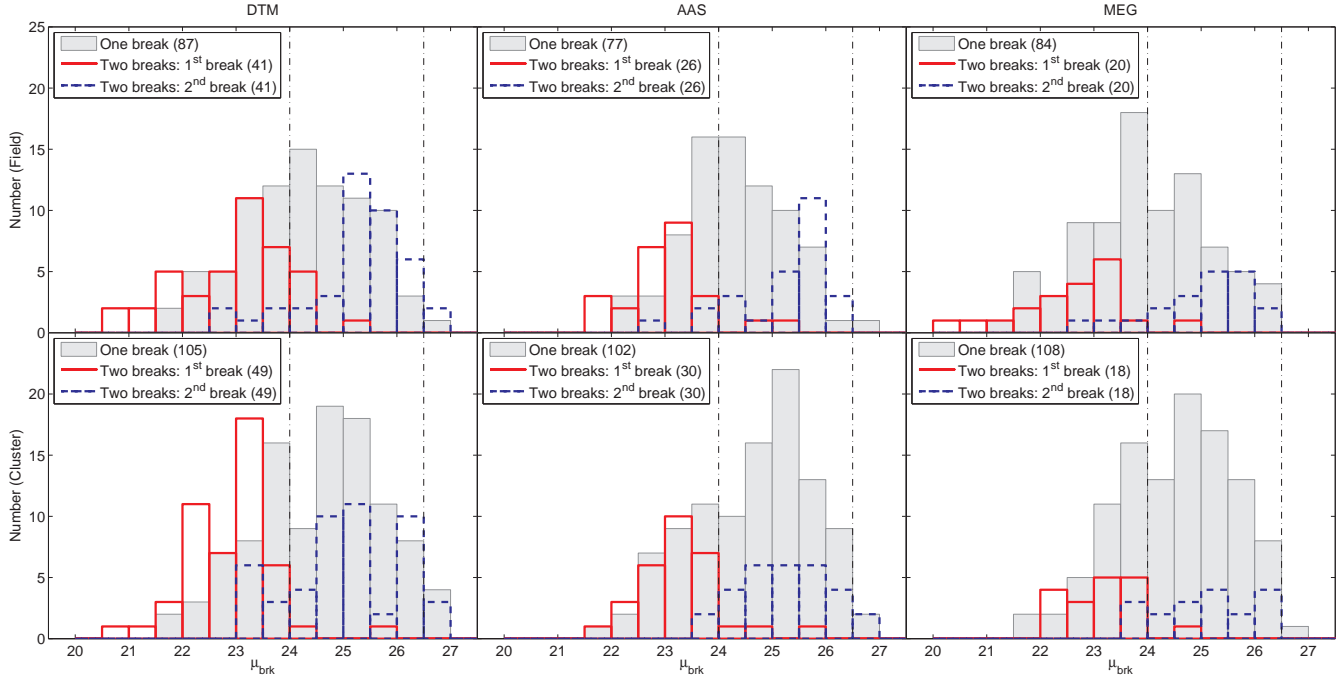 DTM AAS MEG
25
20
15
10
5
0
Number (Field)
One break (87)
Two breaks: 1st break (41)
Two breaks: 2nd break (41)
One break (77)
Two breaks: 1st break (26)
Two breaks: 2nd break (26)
One break (84)
Two breaks: 1st break (20)
Two breaks: 2nd break (20)
20
15
10
5
0
Number (Cluster)
One break (105)
Two breaks: 1st break (49)
Two breaks: 2nd break (49)
One break (102)
Two breaks: 1st break (30)
Two breaks: 2nd break (30)
One break (108)
Two breaks: 1st break (18)
Two breaks: 2nd break (18)
20 21 22 23 24 25 26 27
μbrk
20 21 22 23 24 25 26 27
μbrk
20 21 22 23 24 25 26 27
μbrk